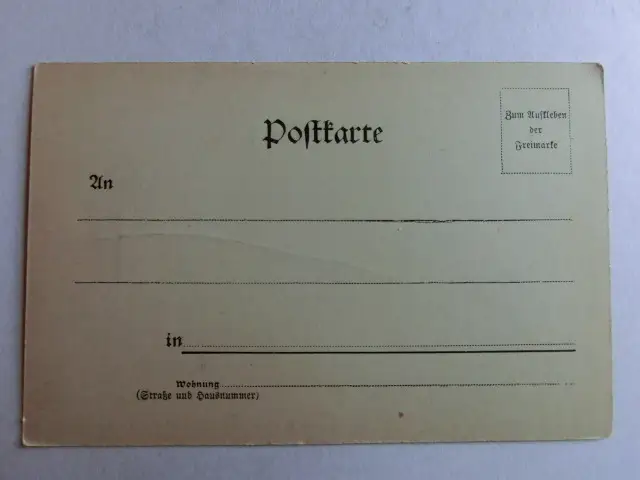 Postkarte
Zum Aufkleben
der
Freimarke
An
in
Wohnung
(Straße und Hausnummer)